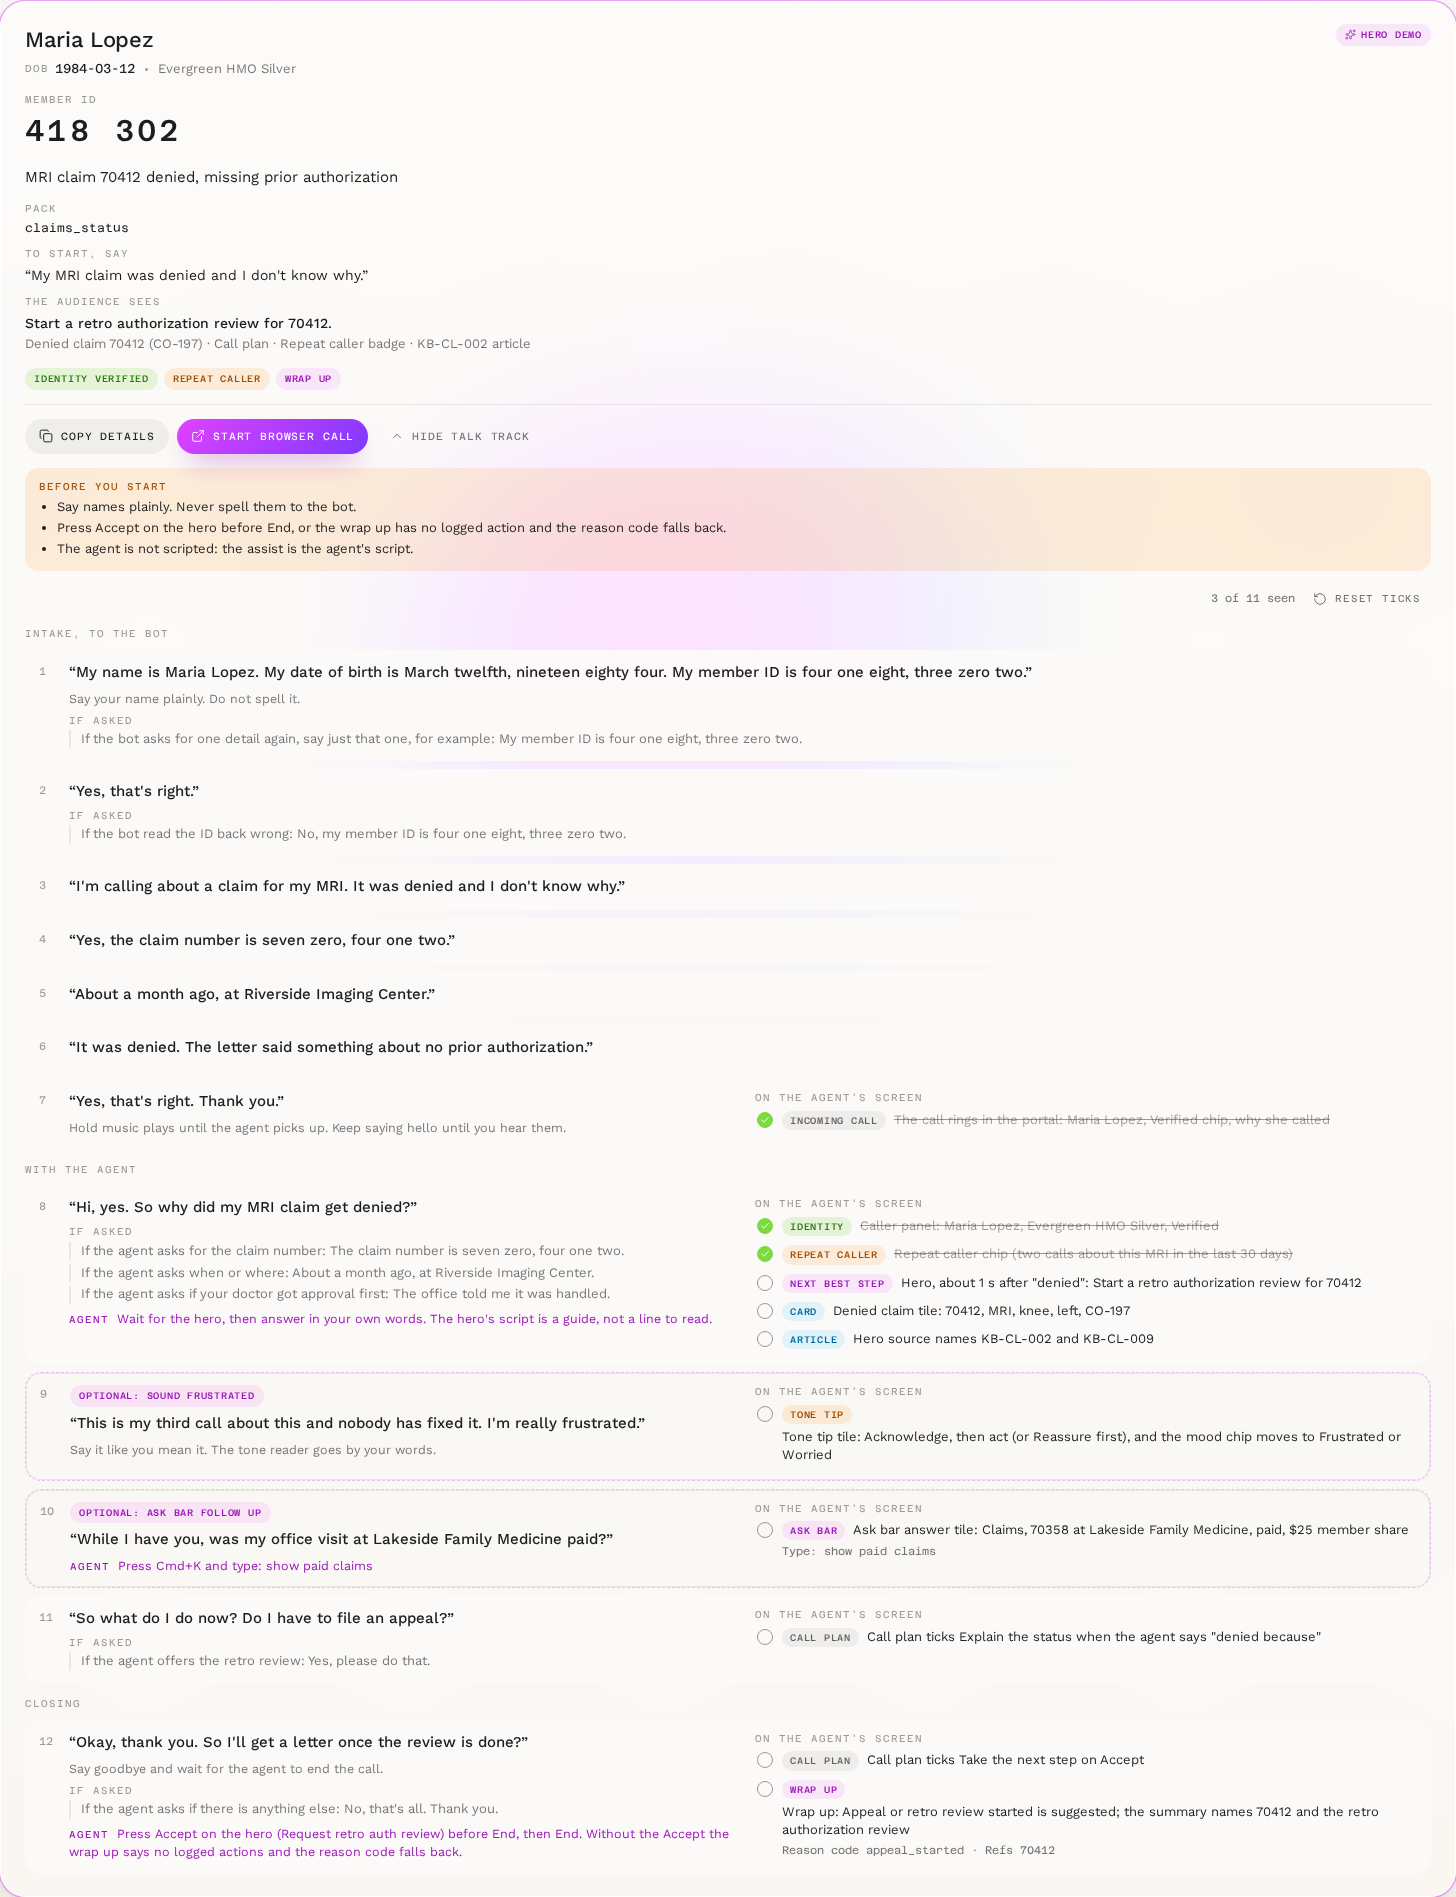 Maria Lopez
HERO DEMO
DOB 1984-03-12 • Evergreen HMO Silver
MEMBER ID
418 302
MRI claim 70412 denied, missing prior authorization
PACK
claims_status
TO START, SAY
“My MRI claim was denied and I don't know why.”
THE AUDIENCE SEES
Start a retro authorization review for 70412.
Denied claim 70412 (CO-197) · Call plan · Repeat caller badge · KB-CL-002 article
IDENTITY VERIFIED REPEAT CALLER WRAP UP
COPY DETAILS START BROWSER CALL HIDE TALK TRACK
BEFORE YOU START
• Say names plainly. Never spell them to the bot.
• Press Accept on the hero before End, or the wrap up has no logged action and the reason code falls back.
• The agent is not scripted: the assist is the agent's script.
3 of 11 seen RESET TICKS
INTAKE, TO THE BOT
1 “My name is Maria Lopez. My date of birth is March twelfth, nineteen eighty four. My member ID is four one eight, three zero two.”
Say your name plainly. Do not spell it.
IF ASKED
If the bot asks for one detail again, say just that one, for example: My member ID is four one eight, three zero two.
2 “Yes, that's right.”
IF ASKED
If the bot read the ID back wrong: No, my member ID is four one eight, three zero two.
3 “I'm calling about a claim for my MRI. It was denied and I don't know why.”
4 “Yes, the claim number is seven zero, four one two.”
5 “About a month ago, at Riverside Imaging Center.”
6 “It was denied. The letter said something about no prior authorization.”
7 “Yes, that's right. Thank you.”
Hold music plays until the agent picks up. Keep saying hello until you hear them.
ON THE AGENT'S SCREEN
INCOMING CALL The call rings in the portal: Maria Lopez, Verified chip, why she called
WITH THE AGENT
8 “Hi, yes. So why did my MRI claim get denied?”
IF ASKED
If the agent asks for the claim number: The claim number is seven zero, four one two.
If the agent asks when or where: About a month ago, at Riverside Imaging Center.
If the agent asks if your doctor got approval first: The office told me it was handled.
AGENT Wait for the hero, then answer in your own words. The hero's script is a guide, not a line to read.
ON THE AGENT'S SCREEN
IDENTITY Caller panel: Maria Lopez, Evergreen HMO Silver, Verified
REPEAT CALLER Repeat caller chip (two calls about this MRI in the last 30 days)
NEXT BEST STEP Hero, about 1 s after "denied": Start a retro authorization review for 70412
CARD Denied claim tile: 70412, MRI, knee, left, CO-197
ARTICLE Hero source names KB-CL-002 and KB-CL-009
9 OPTIONAL: SOUND FRUSTRATED
“This is my third call about this and nobody has fixed it. I'm really frustrated.”
Say it like you mean it. The tone reader goes by your words.
ON THE AGENT'S SCREEN
TONE TIP
Tone tip tile: Acknowledge, then act (or Reassure first), and the mood chip moves to Frustrated or
Worried
10 OPTIONAL: ASK BAR FOLLOW UP
“While I have you, was my office visit at Lakeside Family Medicine paid?”
AGENT Press Cmd+K and type: show paid claims
ON THE AGENT'S SCREEN
ASK BAR Ask bar answer tile: Claims, 70358 at Lakeside Family Medicine, paid, $25 member share
Type: show paid claims
11 “So what do I do now? Do I have to file an appeal?”
IF ASKED
If the agent offers the retro review: Yes, please do that.
ON THE AGENT'S SCREEN
CALL PLAN Call plan ticks Explain the status when the agent says "denied because"
CLOSING
12 “Okay, thank you. So I'll get a letter once the review is done?”
Say goodbye and wait for the agent to end the call.
IF ASKED
If the agent asks if there is anything else: No, that's all. Thank you.
AGENT Press Accept on the hero (Request retro auth review) before End, then End. Without the Accept the
wrap up says no logged actions and the reason code falls back.
ON THE AGENT'S SCREEN
CALL PLAN Call plan ticks Take the next step on Accept
WRAP UP
Wrap up: Appeal or retro review started is suggested; the summary names 70412 and the retro
authorization review
Reason code appeal_started · Refs 70412